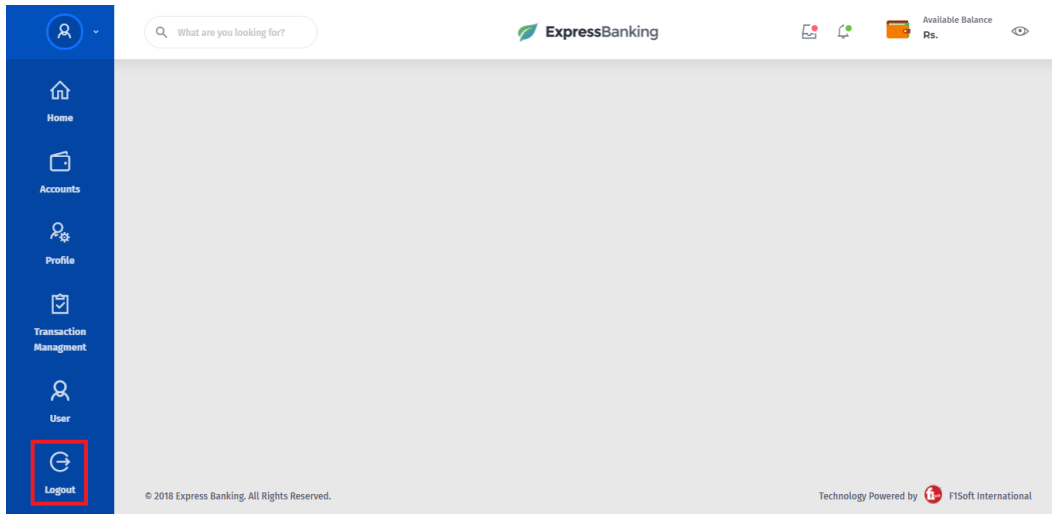 What are you looking for?
ExpressBanking
Available Balance
Rs.
Home
Accounts
Profile
Transaction
Managment
User
Logout
© 2018 Express Banking. All Rights Reserved.
Technology Powered by F1Soft International